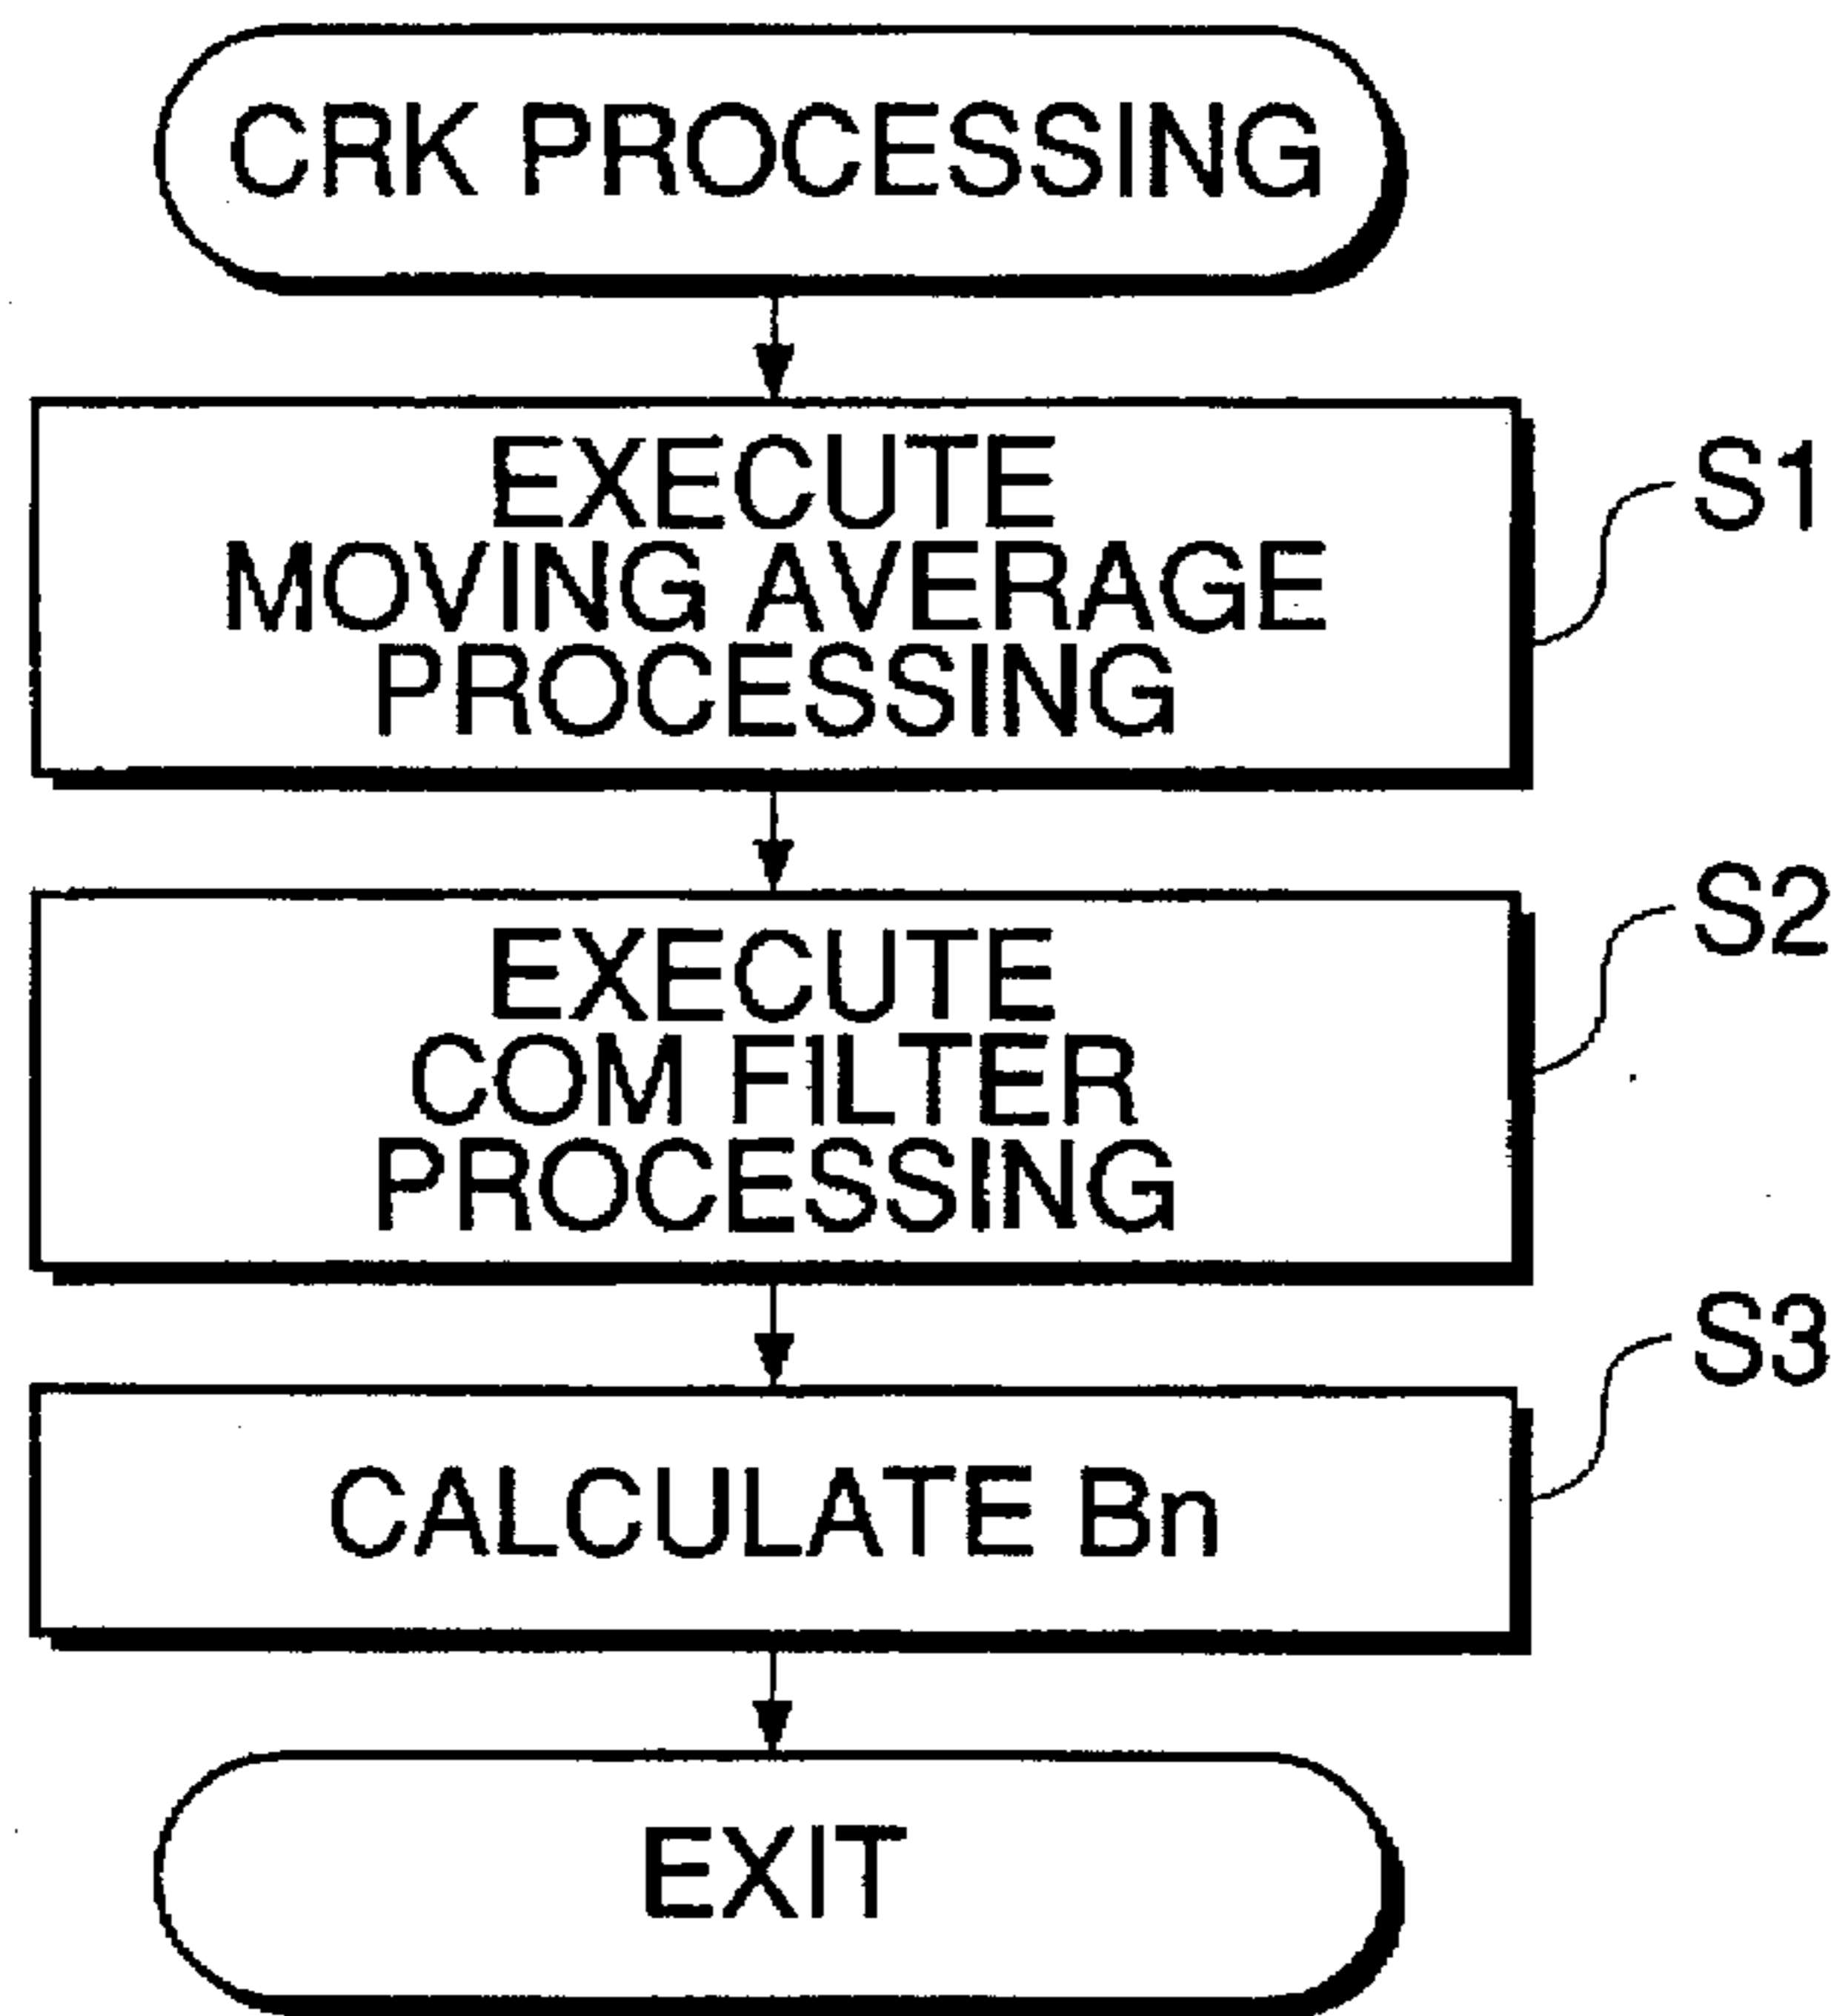 CRK PROCESSING
EXECUTE
MOVING AVERAGE
PROCESSING
S1
EXECUTE
COM FILTER
PROCESSING
S2
CALCULATE Bn
S3
EXIT